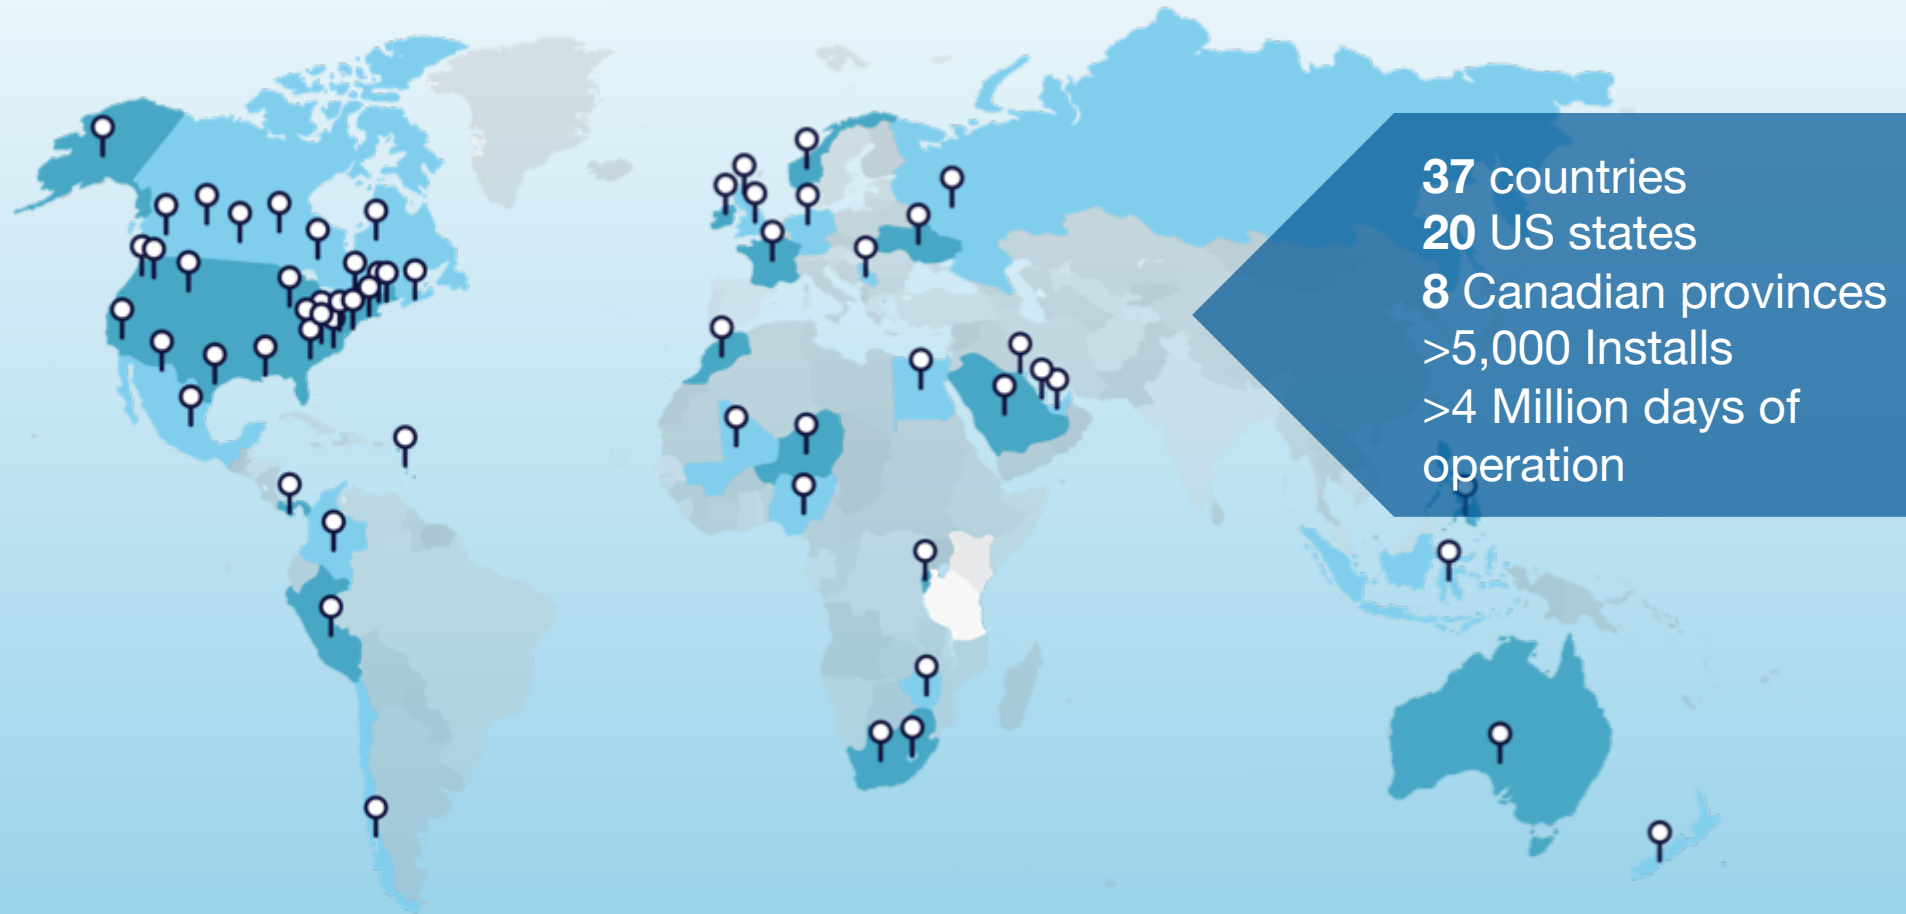 37 countries
20 US states
8 Canadian provinces
>5,000 Installs
>4 Million days of
operation